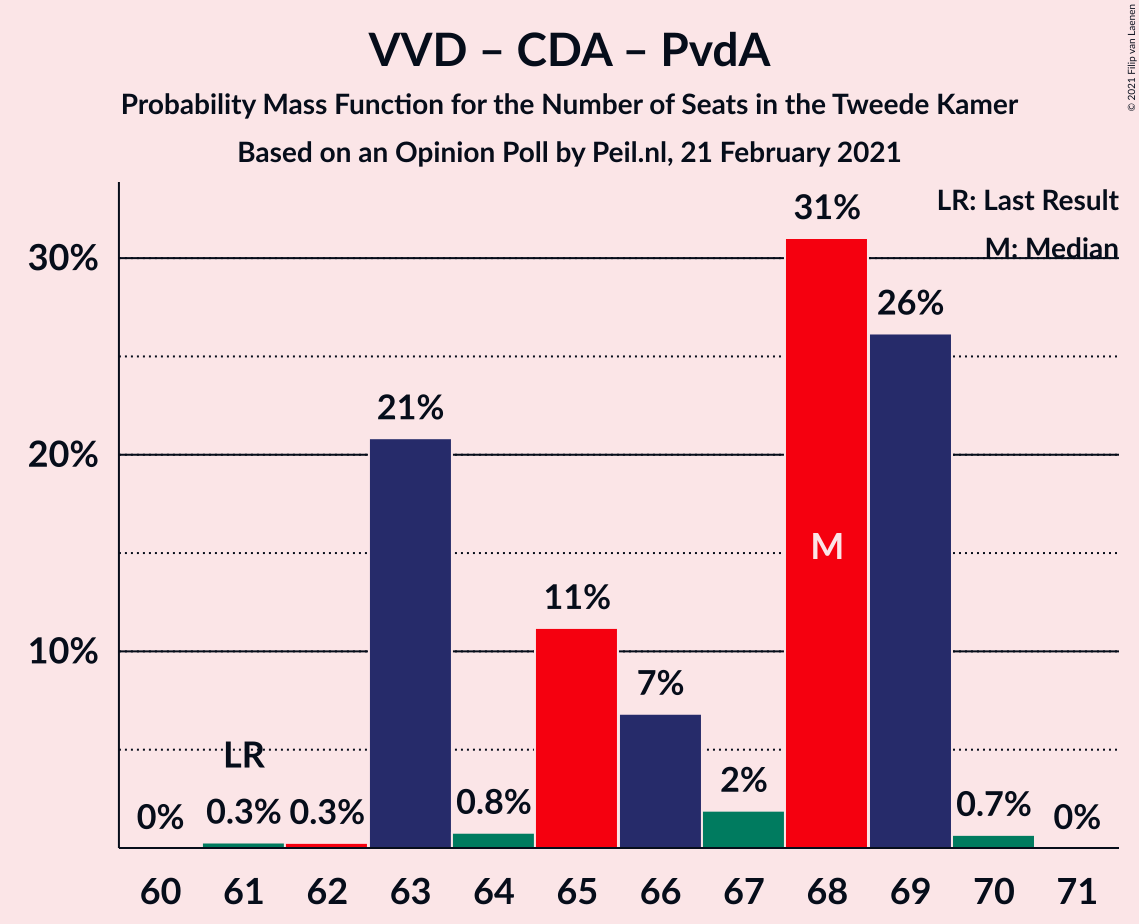 VVD – CDA – PvdA
Probability Mass Function for the Number of Seats in the Tweede Kamer
Based on an Opinion Poll by Peil.nl, 21 February 2021
© 2021 Filip van Laenen
LR: Last Result
M: Median
30%
20%
10%
0%
LR
0.3%
0.3%
21%
0.8%
11%
7%
2%
31%
M
26%
0.7%
0%
60 61 62 63 64 65 66 67 68 69 70 71